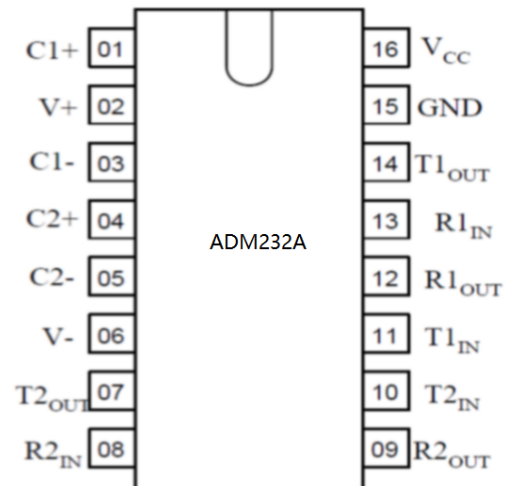 C1+ 01 16 VCC
V+ 02 15 GND
C1- 03 14 T1OUT
C2+ 04 13 R1IN
ADM232A
C2- 05 12 R1OUT
V- 06 11 T1IN
T2OUT 07 10 T2IN
R2IN 08 09 R2OUT